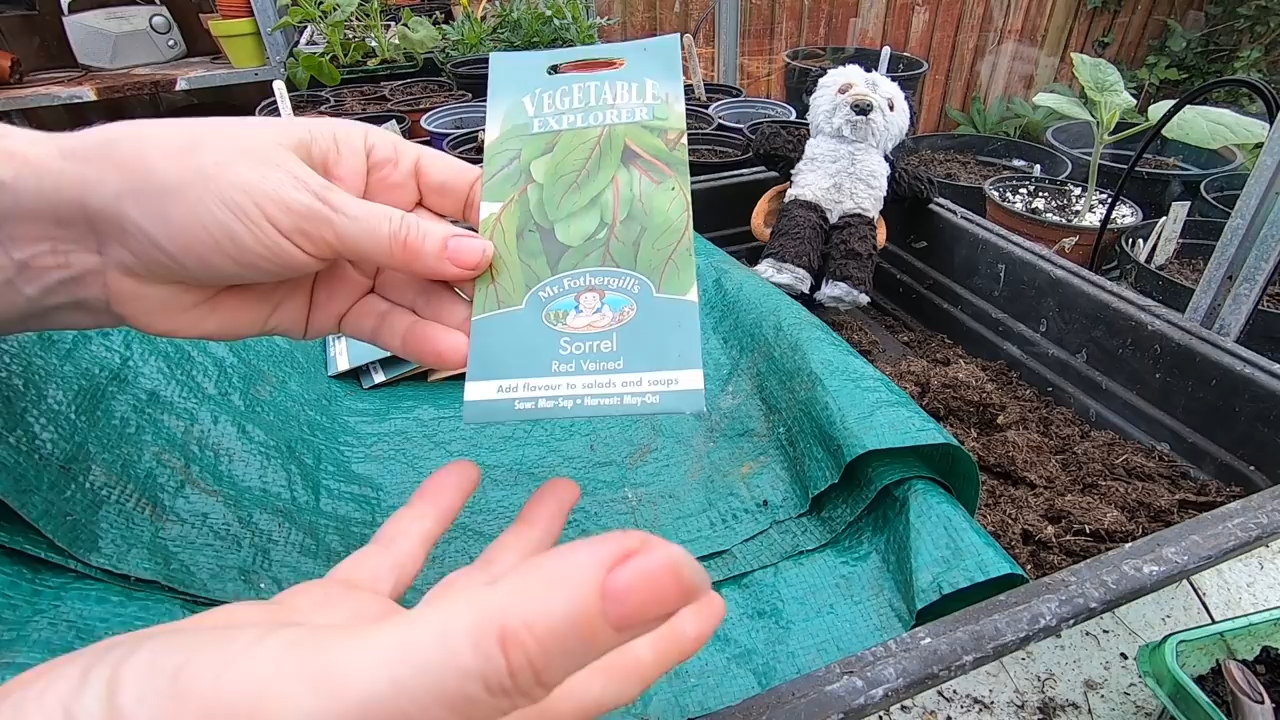 VEGETABLE
EXPLORER
Mr.Fothergill's
Sorrel
Red Veined
Add flavour to salads and soups
Sow: Mar-Sep • Harvest: May-Oct